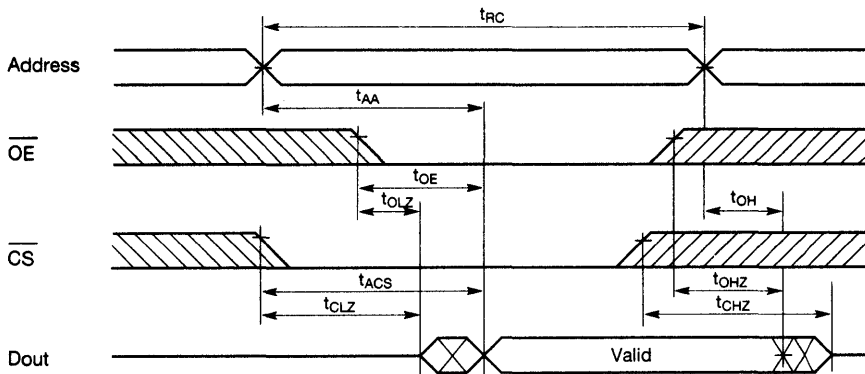 tRC
Address
tAA
OE
tOE
tOLZ
tOH
CS
tACS
tOHZ
tCLZ
tCHZ
Dout
Valid